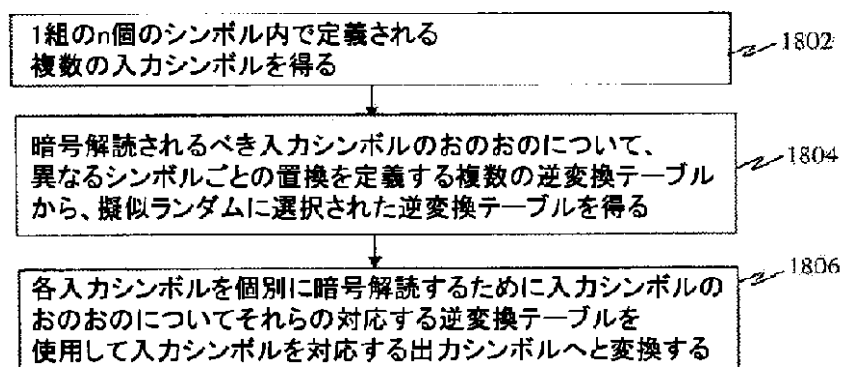 1組のn個のシンボル内で定義される
複数の入力シンボルを得る
1802
暗号解読されるべき入力シンボルのおのおのについて、
異なるシンボルごとの置換を定義する複数の逆変換テーブル
から、擬似ランダムに選択された逆変換テーブルを得る
1804
各入力シンボルを個別に暗号解読するために入力シンボルの
おのおのについてそれらの対応する逆変換テーブルを
使用して入力シンボルを対応する出力シンボルへと変換する
1806